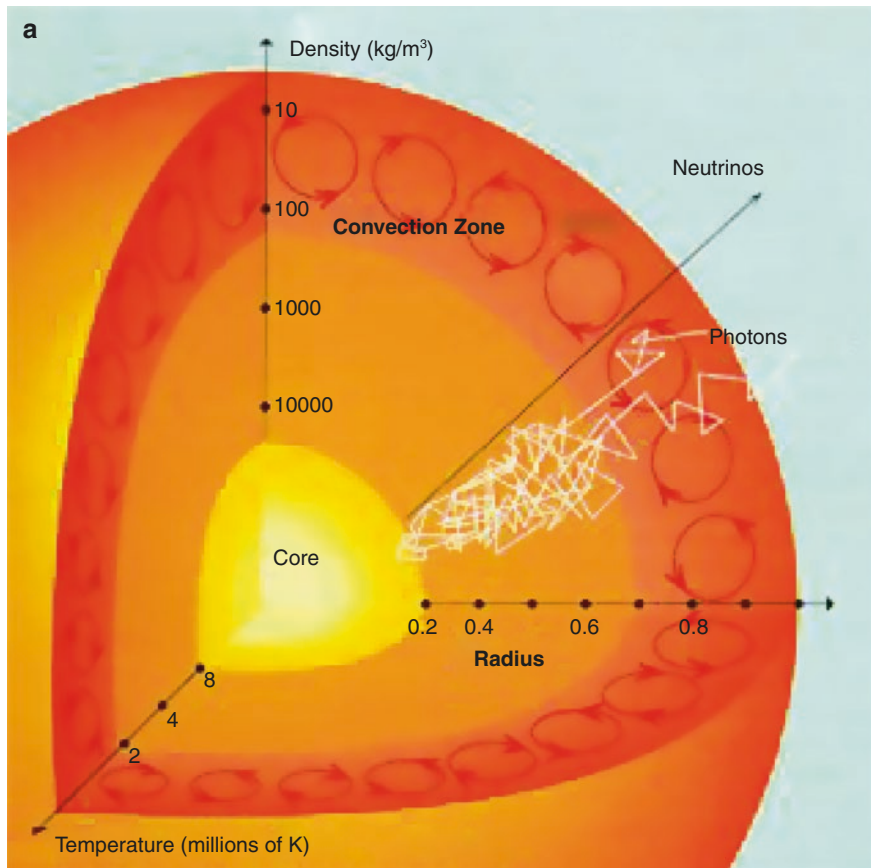 a
Density (kg/m³)
10
Neutrinos
100
Convection Zone
1000
Photons
10000
Core
0.2 0.4 0.6 0.8
Radius
8
4
2
Temperature (millions of K)